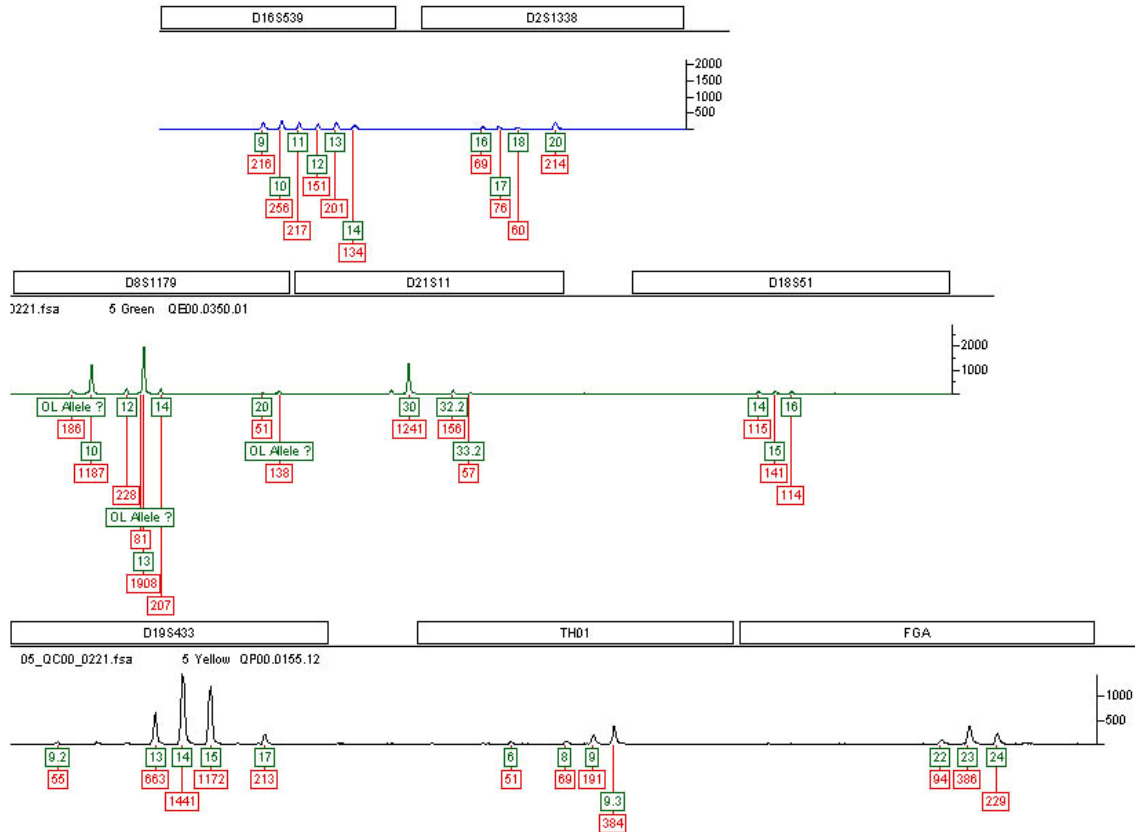 D16S539 D2S1338
2000
1500
1000
500
9 11 13 16 18 20
216 12 69 214
10 151 17
256 201 76
217 14 60
134
D8S1179 D21S11 D18S51
0221.fsa 5 Green QE00.0350.01
2000
1000
OL Allele ? 12 14 20 30 32.2 14 16
186 51 1241 156 115
10 OL Allele ? 33.2 15
1187 138 57 141
228 114
OL Allele ?
81
13
1908
207
D19S433 TH01 FGA
05_QC00_0221.fsa 5 Yellow QP00.0155.12
1000
500
9.2 13 14 15 17 6 8 9 22 23 24
55 663 1172 213 51 69 191 94 386
1441 9.3 229
384